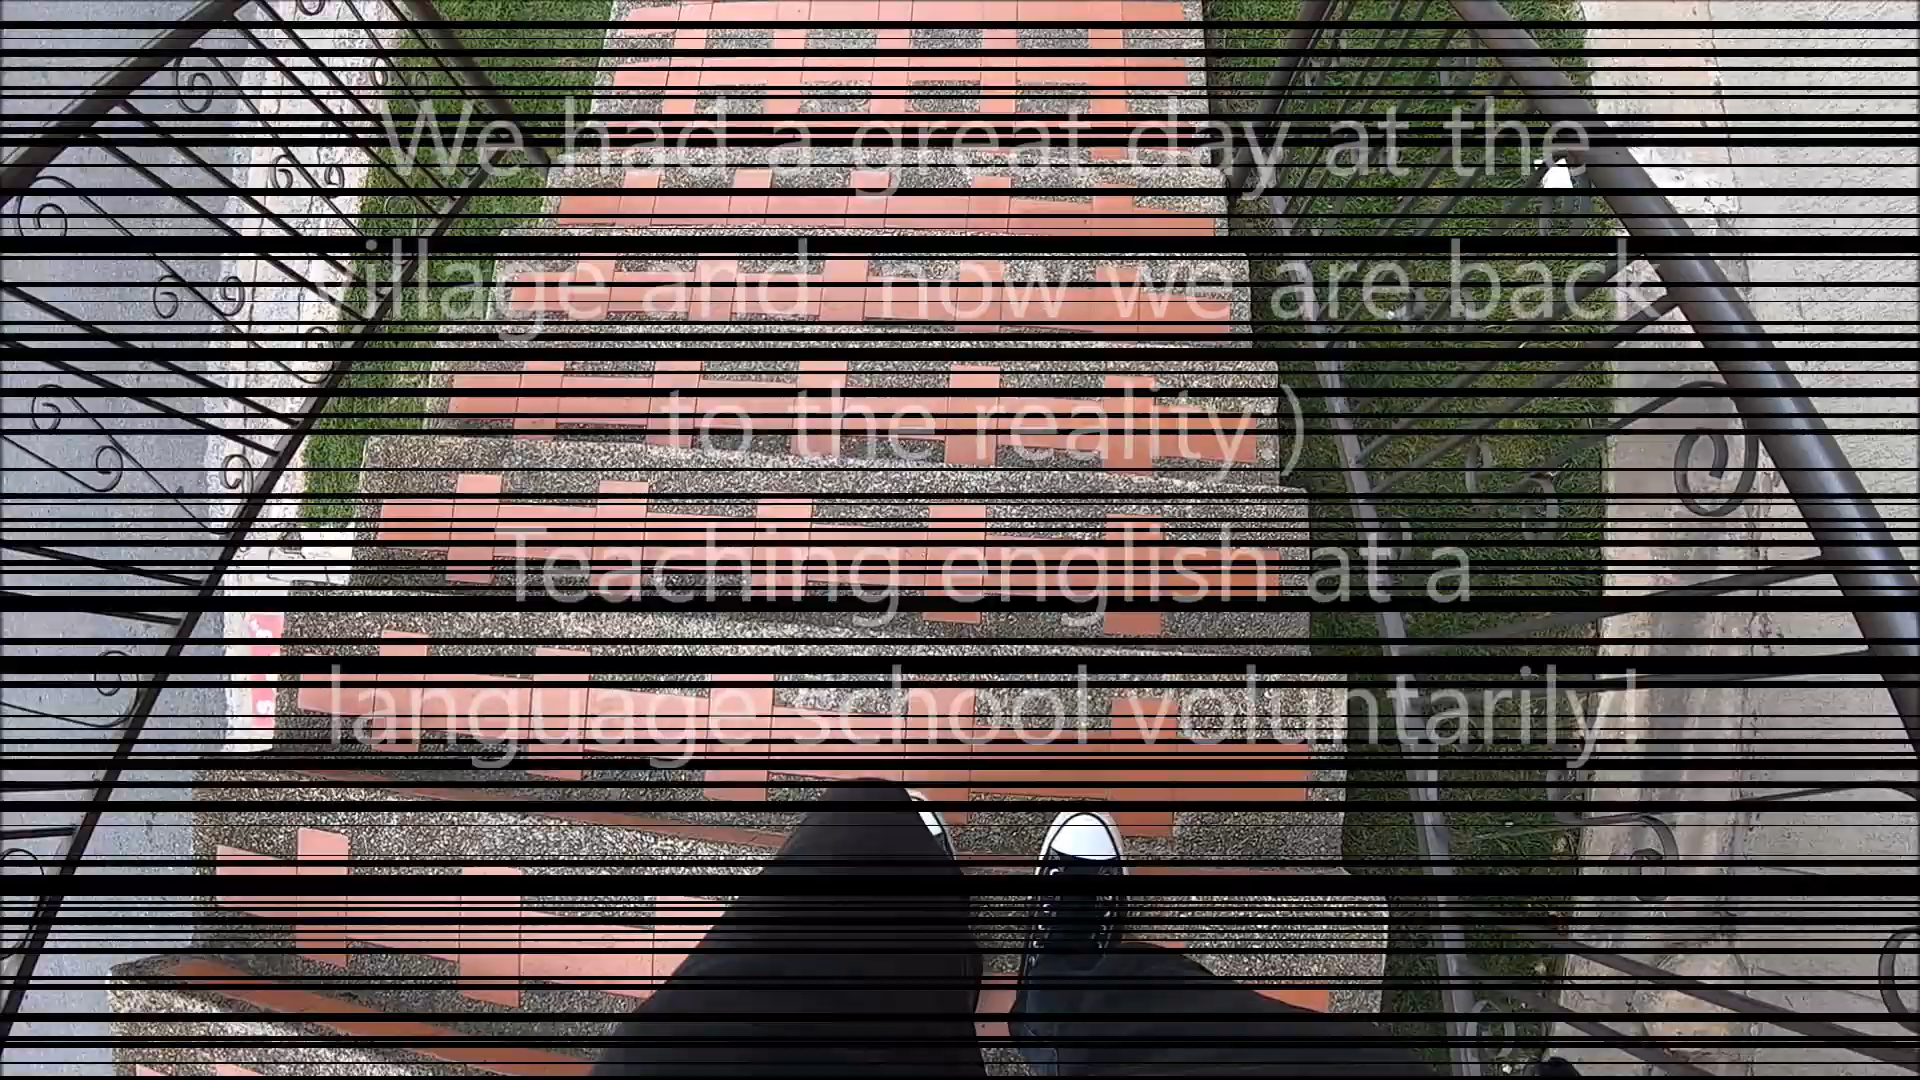 We had a great day at the
village and now we are back
to the reality )
Teaching english at a
language school voluntarily!